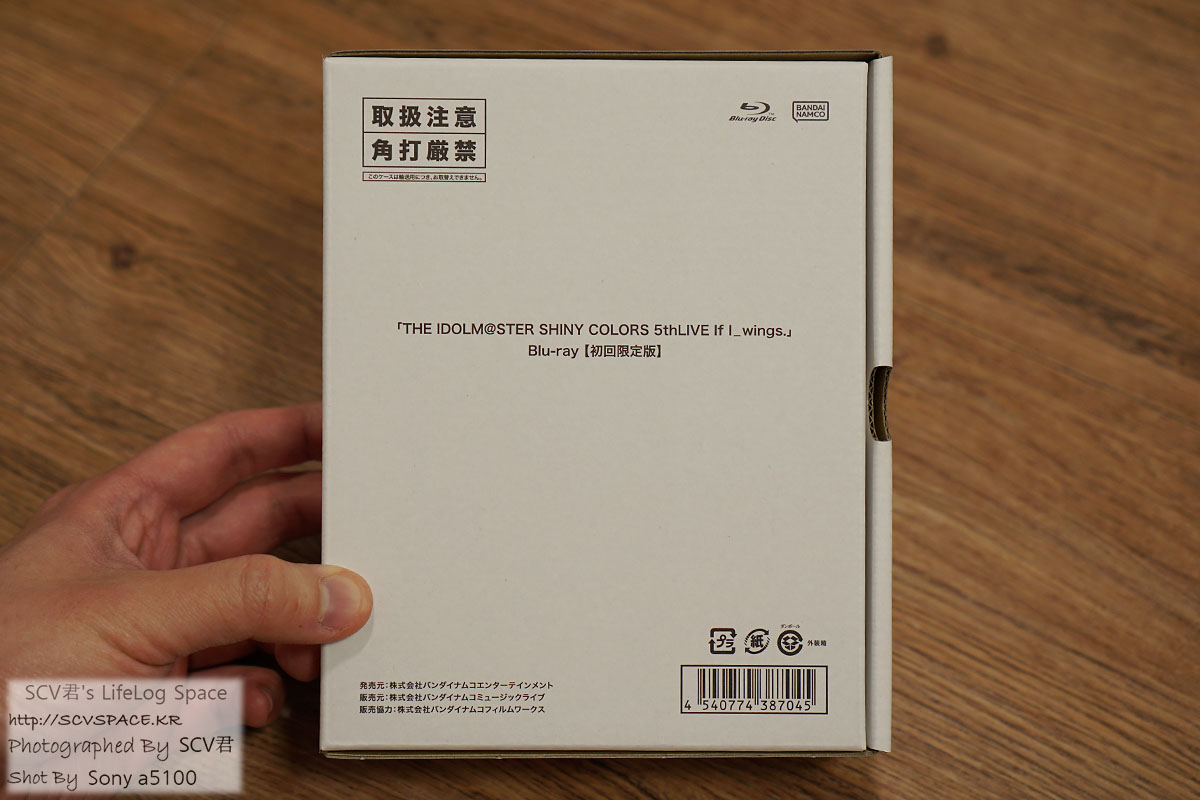 取扱注意
角打厳禁
このケースは輸送用につき、お取替えできません。
Blu-ray Disc
BANDAI
NAMCO
「THE IDOLM@STER SHINY COLORS 5thLIVE If I_wings.」
Blu-ray【初回限定版】
プラ
紙
ダンボール
外装箱
発売元：株式会社バンダイナムコエンターテインメント
販売元：株式会社バンダイナムコミュージックライブ
販売協力：株式会社バンダイナムコフィルムワークス
4 540774 387045
SCV君's LifeLog Space
http://SCVSPACE.KR
Photographed By SCV君
Shot By Sony a5100